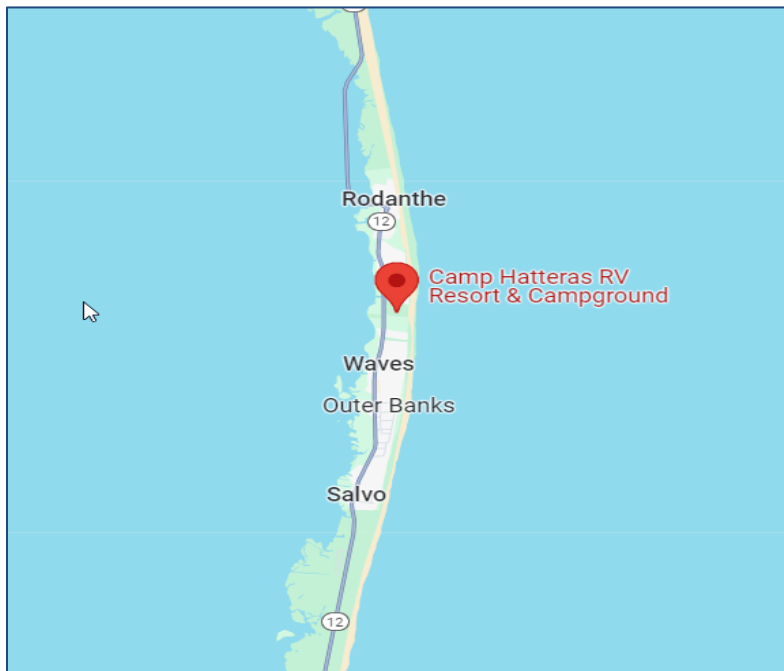 Rodanthe
12
Camp Hatteras RV
Resort & Campground
Waves
Outer Banks
Salvo
12